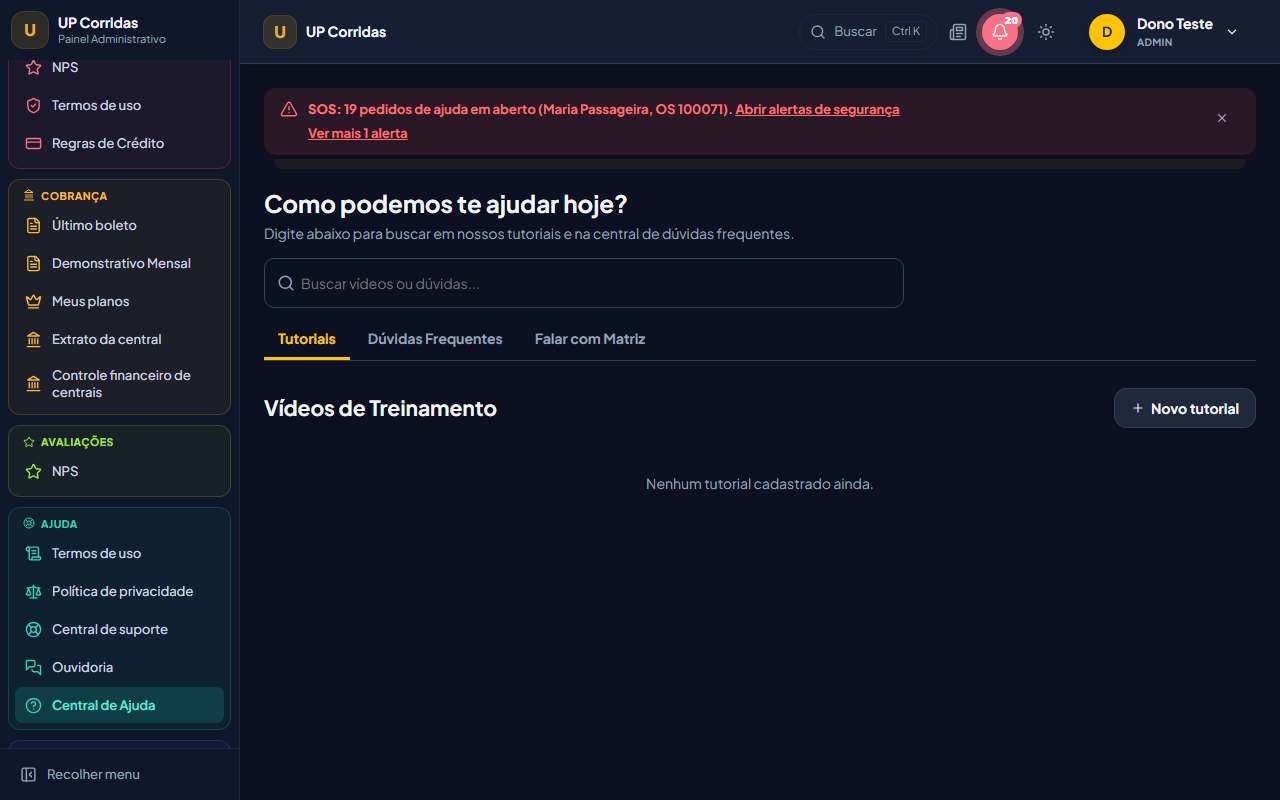 U
UP Corridas
Painel Administrativo
NPS
Termos de uso
Regras de Crédito
COBRANÇA
Último boleto
Demonstrativo Mensal
Meus planos
Extrato da central
Controle financeiro de
centrais
AVALIAÇÕES
NPS
AJUDA
Termos de uso
Política de privacidade
Central de suporte
Ouvidoria
Central de Ajuda
Recolher menu
U UP Corridas
Buscar Ctrl K
20
D
Dono Teste
ADMIN
SOS: 19 pedidos de ajuda em aberto (Maria Passageira, OS 100071). Abrir alertas de segurança
Ver mais 1 alerta
Como podemos te ajudar hoje?
Digite abaixo para buscar em nossos tutoriais e na central de dúvidas frequentes.
Buscar vídeos ou dúvidas...
Tutoriais Dúvidas Frequentes Falar com Matriz
Vídeos de Treinamento
+ Novo tutorial
Nenhum tutorial cadastrado ainda.